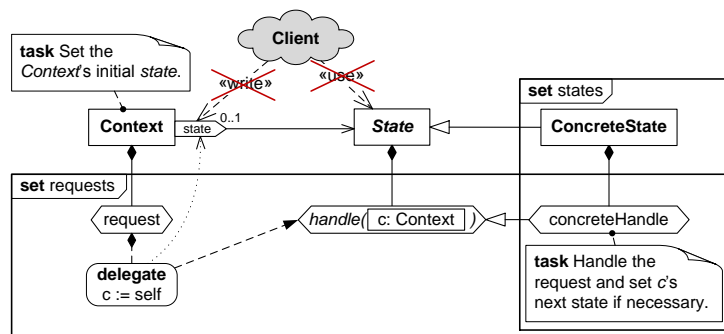 Client
task Set the
Context's initial state.
«write»
«use»
set states
Context
state
0..1
State
ConcreteState
set requests
request
handle( c: Context )
concreteHandle
delegate
c := self
task Handle the
request and set c's
next state if necessary.